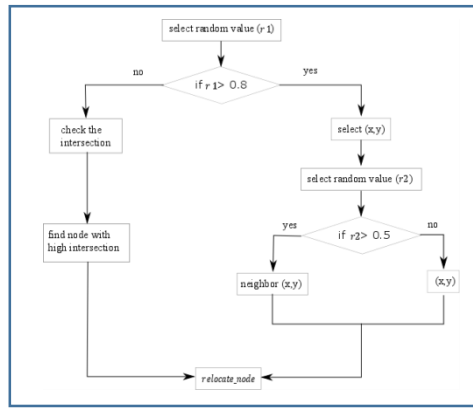 select random value (r1)
no
if r1> 0.8
yes
check the
intersection
select (x,y)
select random value (r2)
find node with
high intersection
yes
if r2> 0.5
no
neighbor (x,y)
(x,y)
relocate_node